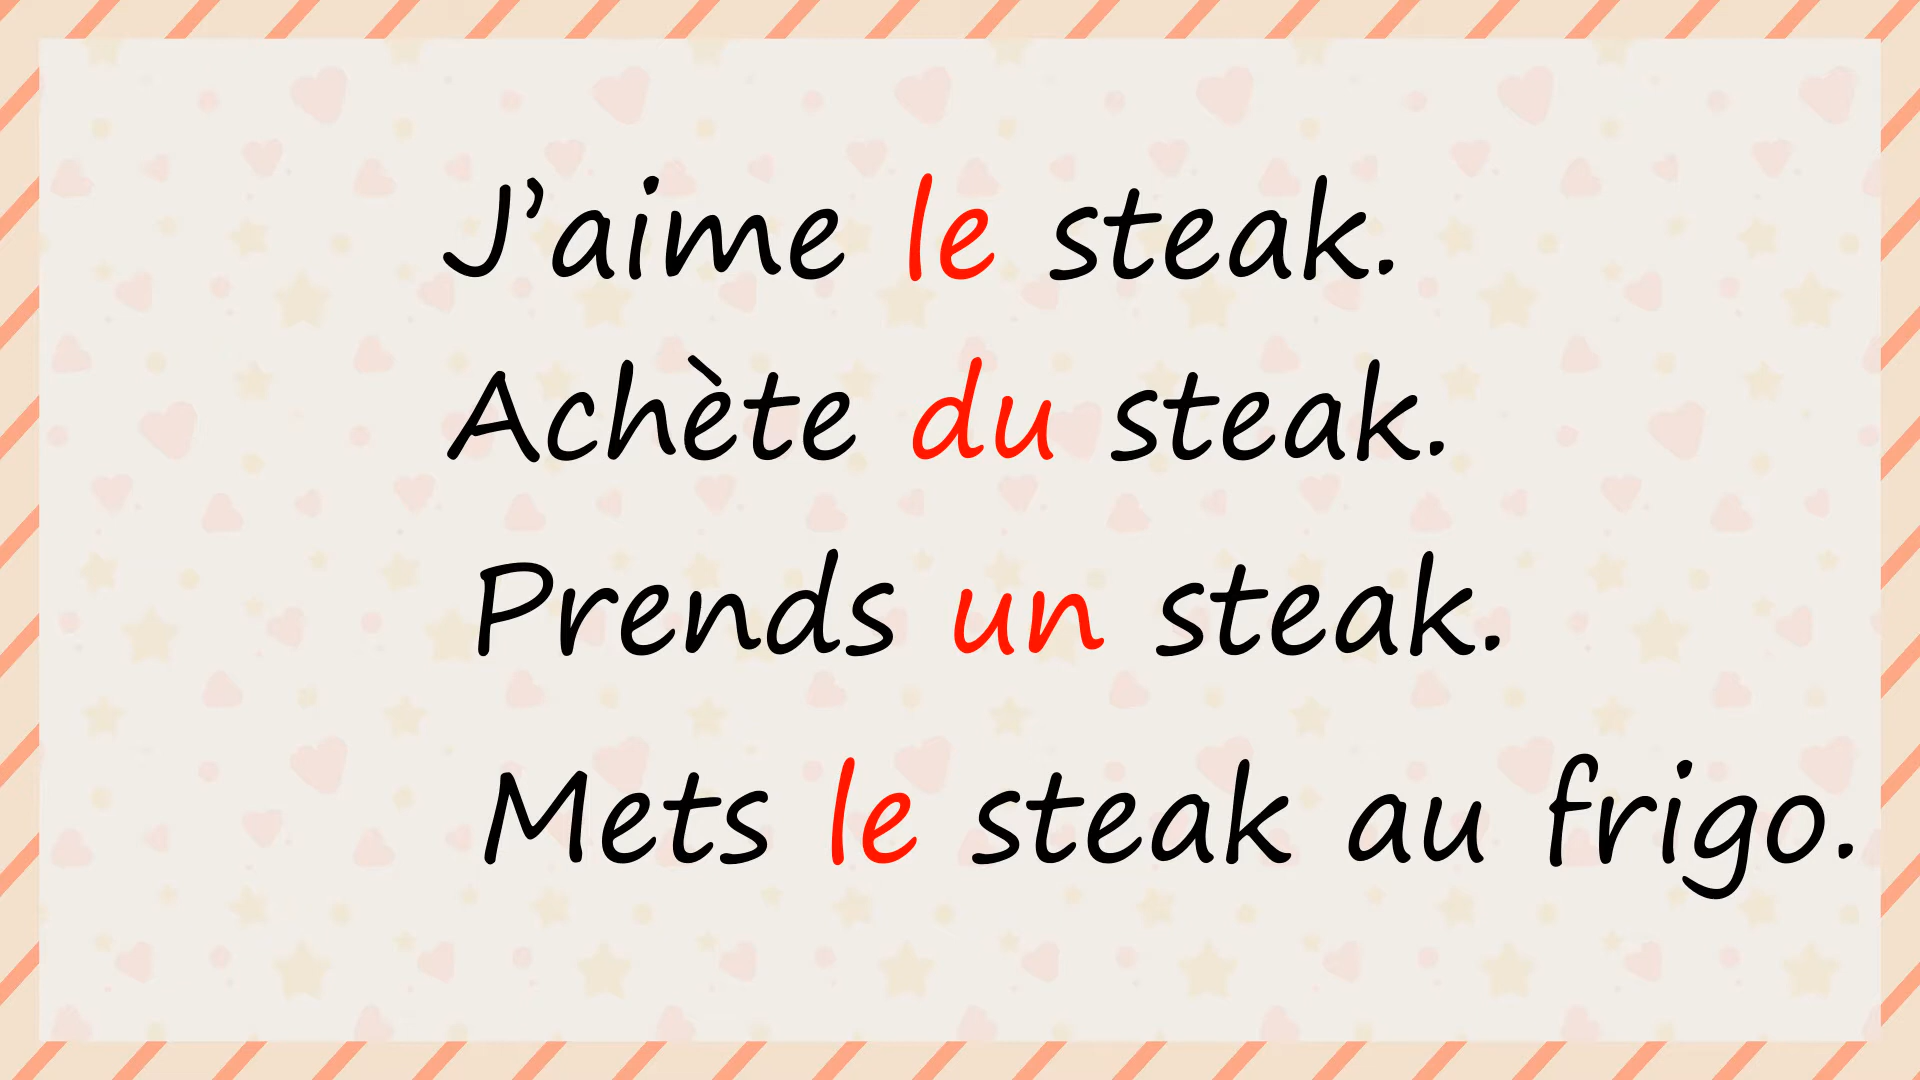 J’aime le steak.
Achète du steak.
Prends un steak.
Mets le steak au frigo.